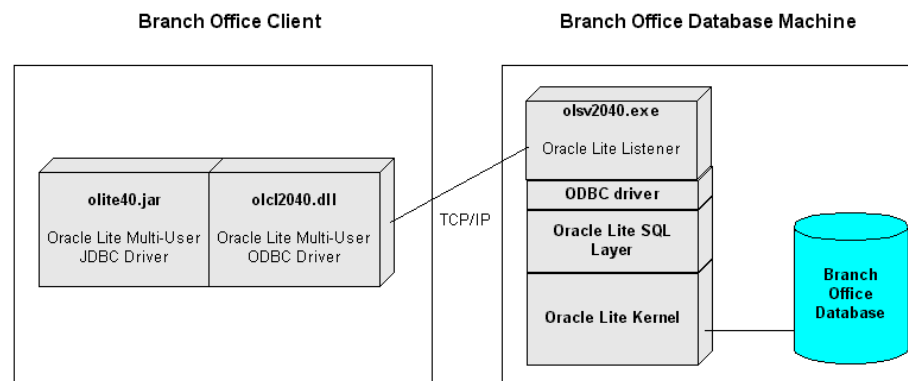 Branch Office Client
Branch Office Database Machine
olite40.jar
Oracle Lite Multi-User
JDBC Driver
olcl2040.dll
Oracle Lite Multi-User
ODBC Driver
TCP/IP
olsv2040.exe
Oracle Lite Listener
ODBC driver
Oracle Lite SQL
Layer
Oracle Lite Kernel
Branch
Office
Database